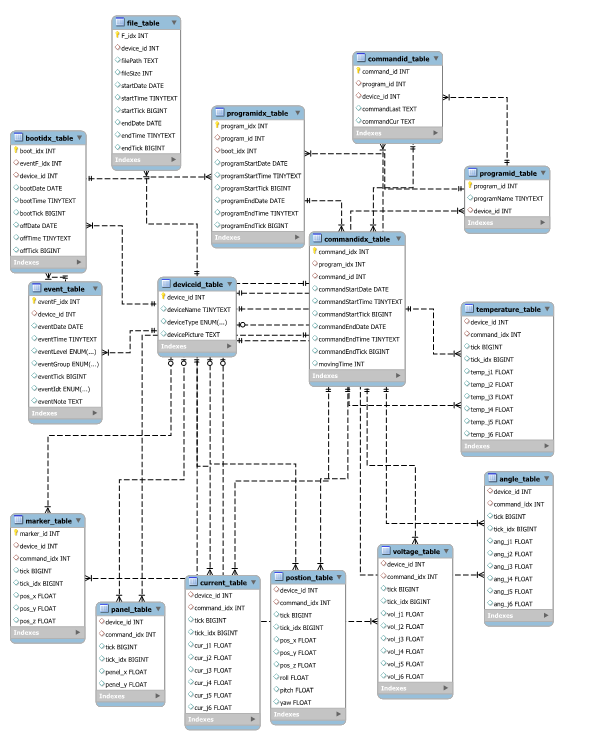 file_table
F_idx INT
device_id INT
filePath TEXT
fileSize INT
startDate DATE
startTime TINYTEXT
startTick BIGINT
endDate DATE
endTime TINYTEXT
endTick BIGINT
Indexes
commandid_table
command_id INT
program_id INT
device_id INT
commandLast TEXT
commandCur TEXT
Indexes
programidx_table
program_idx INT
program_id INT
boot_idx INT
programStartDate DATE
programStartTime TINYTEXT
programStartTick BIGINT
programEndDate DATE
programEndTime TINYTEXT
programEndTick BIGINT
Indexes
bootidx_table
boot_idx INT
eventF_idx INT
device_id INT
bootDate DATE
bootTime TINYTEXT
bootTick BIGINT
offDate DATE
offTime TINYTEXT
offTick BIGINT
Indexes
programid_table
program_id INT
programName TINYTEXT
device_id INT
Indexes
commandidx_table
command_idx INT
program_idx INT
command_id INT
commandStartDate DATE
commandStartTime TINYTEXT
commandStartTick BIGINT
commandEndDate DATE
commandEndTime TINYTEXT
commandEndTick BIGINT
movingTime INT
Indexes
deviceid_table
device_id INT
deviceName TINYTEXT
deviceType ENUM(...)
devicePicture TEXT
Indexes
event_table
eventF_idx INT
device_id INT
eventDate DATE
eventTime TINYTEXT
eventLevel ENUM(...)
eventGroup ENUM(...)
eventTick BIGINT
eventIdt ENUM(...)
eventNote TEXT
Indexes
temperature_table
device_id INT
command_idx INT
tick BIGINT
tick_idx BIGINT
temp_j1 FLOAT
temp_j2 FLOAT
temp_j3 FLOAT
temp_j4 FLOAT
temp_j5 FLOAT
temp_j6 FLOAT
Indexes
angle_table
device_id INT
command_idx INT
tick BIGINT
tick_idx BIGINT
ang_j1 FLOAT
ang_j2 FLOAT
ang_j3 FLOAT
ang_j4 FLOAT
ang_j5 FLOAT
ang_j6 FLOAT
Indexes
marker_table
marker_id INT
device_id INT
command_idx INT
tick BIGINT
tick_idx BIGINT
pos_x FLOAT
pos_y FLOAT
pos_z FLOAT
Indexes
panel_table
device_id INT
command_idx INT
tick BIGINT
tick_idx BIGINT
penel_x FLOAT
penel_y FLOAT
Indexes
current_table
device_id INT
command_idx INT
tick BIGINT
tick_idx BIGINT
cur_j1 FLOAT
cur_j2 FLOAT
cur_j3 FLOAT
cur_j4 FLOAT
cur_j5 FLOAT
cur_j6 FLOAT
Indexes
postion_table
device_id INT
command_idx INT
tick BIGINT
tick_idx BIGINT
pos_x FLOAT
pos_y FLOAT
pos_z FLOAT
roll FLOAT
pitch FLOAT
yaw FLOAT
Indexes
voltage_table
device_id INT
command_idx INT
tick BIGINT
tick_idx BIGINT
vol_j1 FLOAT
vol_j2 FLOAT
vol_j3 FLOAT
vol_j4 FLOAT
vol_j5 FLOAT
vol_j6 FLOAT
Indexes